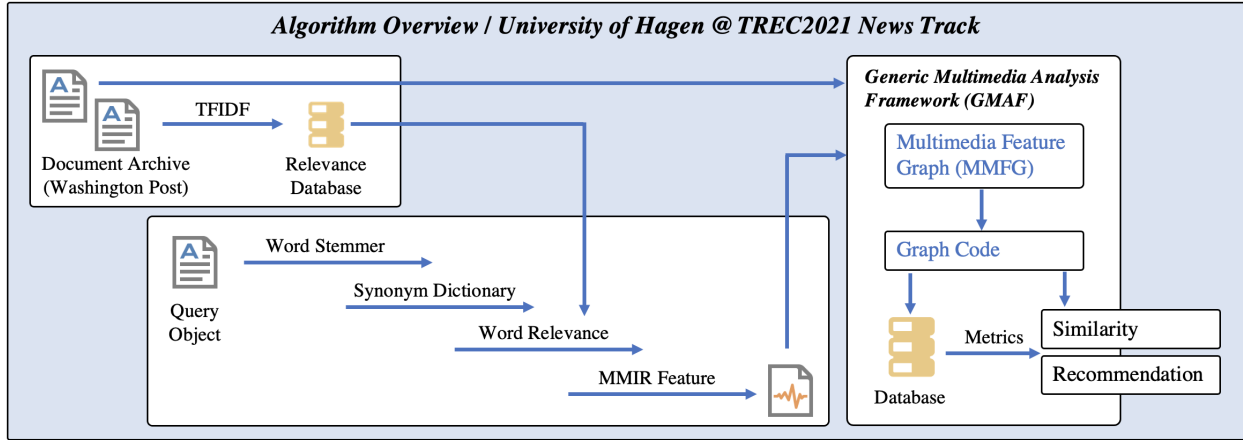 Algorithm Overview / University of Hagen @ TREC2021 News Track
A
A
TFIDF
Document Archive
(Washington Post)
Relevance
Database
A
Query
Object
Word Stemmer
Synonym Dictionary
Word Relevance
MMIR Feature
Generic Multimedia Analysis
Framework (GMAF)
Multimedia Feature
Graph (MMFG)
Graph Code
Database
Metrics
Similarity
Recommendation